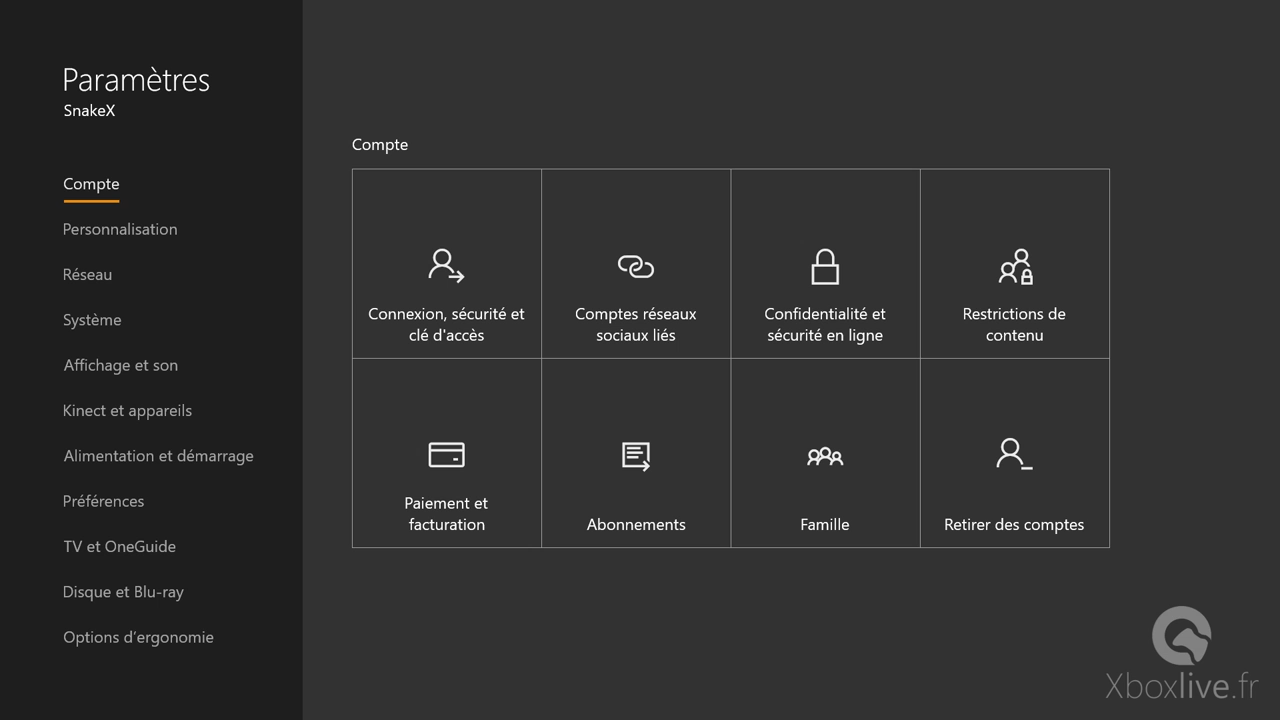 Paramètres
SnakeX
Compte
Personnalisation
Réseau
Système
Affichage et son
Kinect et appareils
Alimentation et démarrage
Préférences
TV et OneGuide
Disque et Blu-ray
Options d’ergonomie
Compte
Connexion, sécurité et
clé d'accès
Comptes réseaux
sociaux liés
Confidentialité et
sécurité en ligne
Restrictions de
contenu
Paiement et
facturation
Abonnements
Famille
Retirer des comptes
Xboxlive.fr